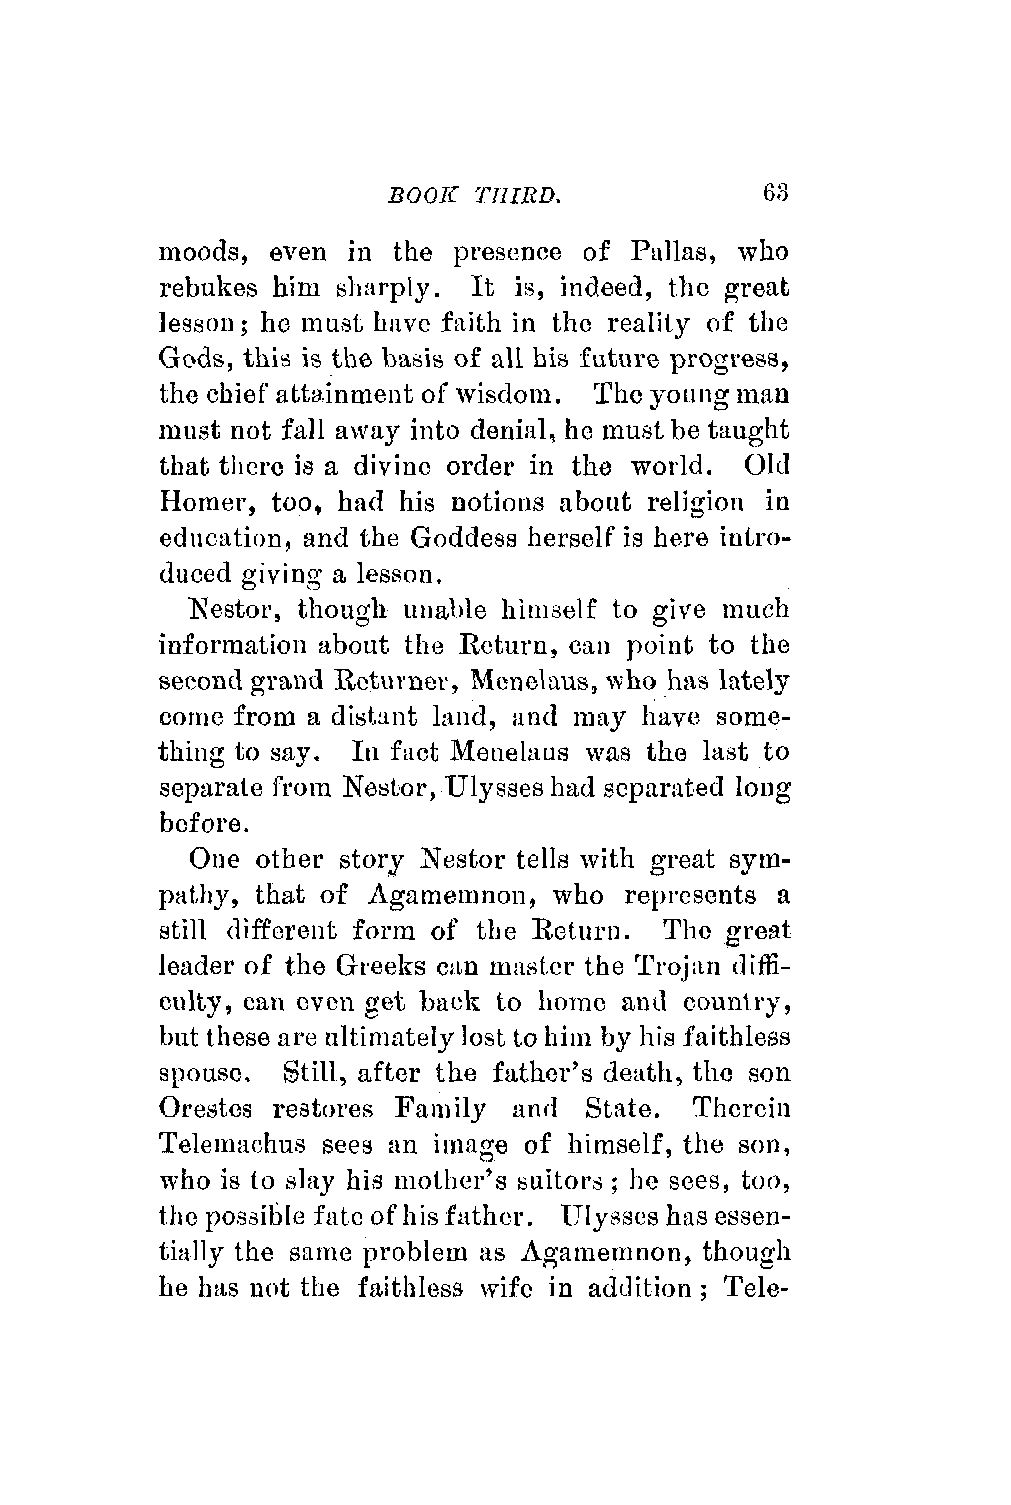 BOOK THIRD. 63
moods, even in the presence of Pallas, who
rebukes him sharply. It is, indeed, the great
lesson; he must have faith in the reality of the
Gods, this is the basis of all his future progress,
the chief attainment of wisdom. The young man
must not fall away into denial, he must be taught
that there is a divine order in the world. Old
Homer, too, had his notions about religion in
education, and the Goddess herself is here intro-
duced giving a lesson.
Nestor, though unable himself to give much
information about the Return, can point to the
second grand Returner, Menelaus, who has lately
come from a distant land, and may have some-
thing to say. In fact Menelaus was the last to
separate from Nestor, Ulysses had separated long
before.
One other story Nestor tells with great sym-
pathy, that of Agamemnon, who represents a
still different form of the Return. The great
leader of the Greeks can master the Trojan diffi-
culty, can even get back to home and country,
but these are ultimately lost to him by his faithless
spouse. Still, after the father's death, the son
Orestes restores Family and State. Therein
Telemachus sees an image of himself, the son,
who is to slay his mother's suitors; he sees, too,
the possible fate of his father. Ulysses has essen-
tially the same problem as Agamemnon, though
he has not the faithless wife in addition; Tele-